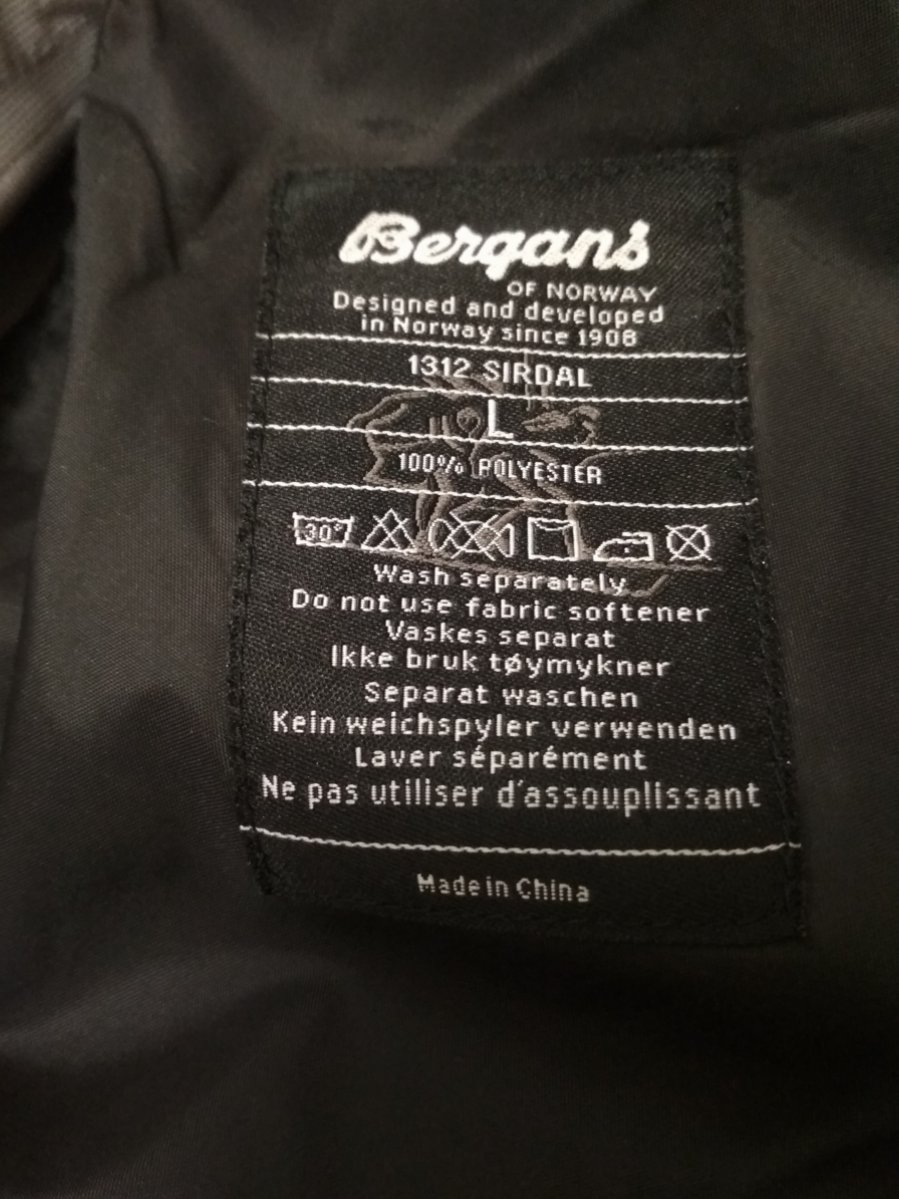 Bergans
OF NORWAY
Designed and developed
in Norway since 1908
1312 SIRDAL
L
100% POLYESTER
30°
Wash separately
Do not use fabric softener
Vaskes separat
Ikke bruk tøymykner
Separat waschen
Kein weichspyler verwenden
Laver séparément
Ne pas utiliser d'assouplissant
Made in China